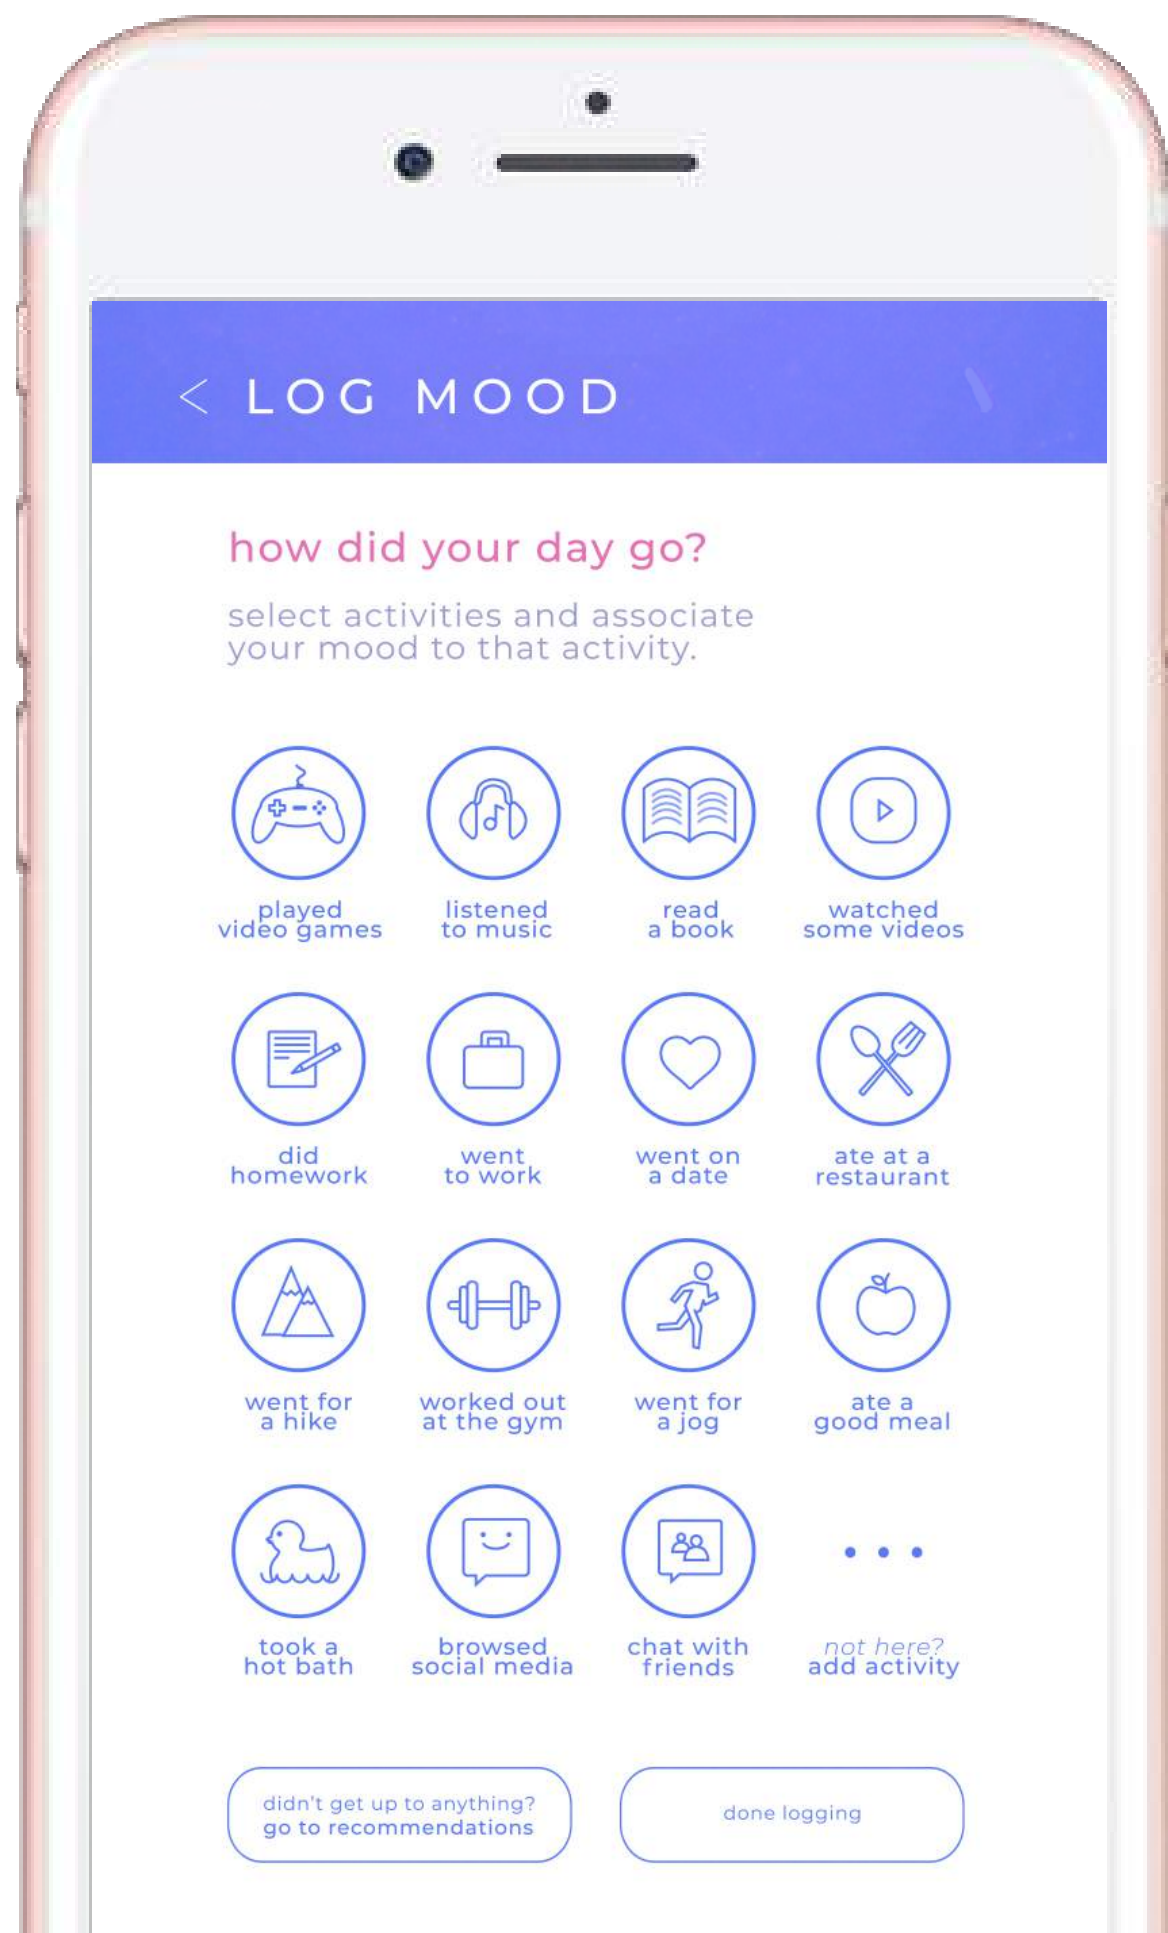 < LOG MOOD
how did your day go?
select activities and associate
your mood to that activity.
played
video games
listened
to music
read
a book
watched
some videos
did
homework
went
to work
went on
a date
ate at a
restaurant
went for
a hike
worked out
at the gym
went for
a jog
ate a
good meal
took a
hot bath
browsed
social media
chat with
friends
not here?
add activity
didn't get up to anything?
go to recommendations
done logging